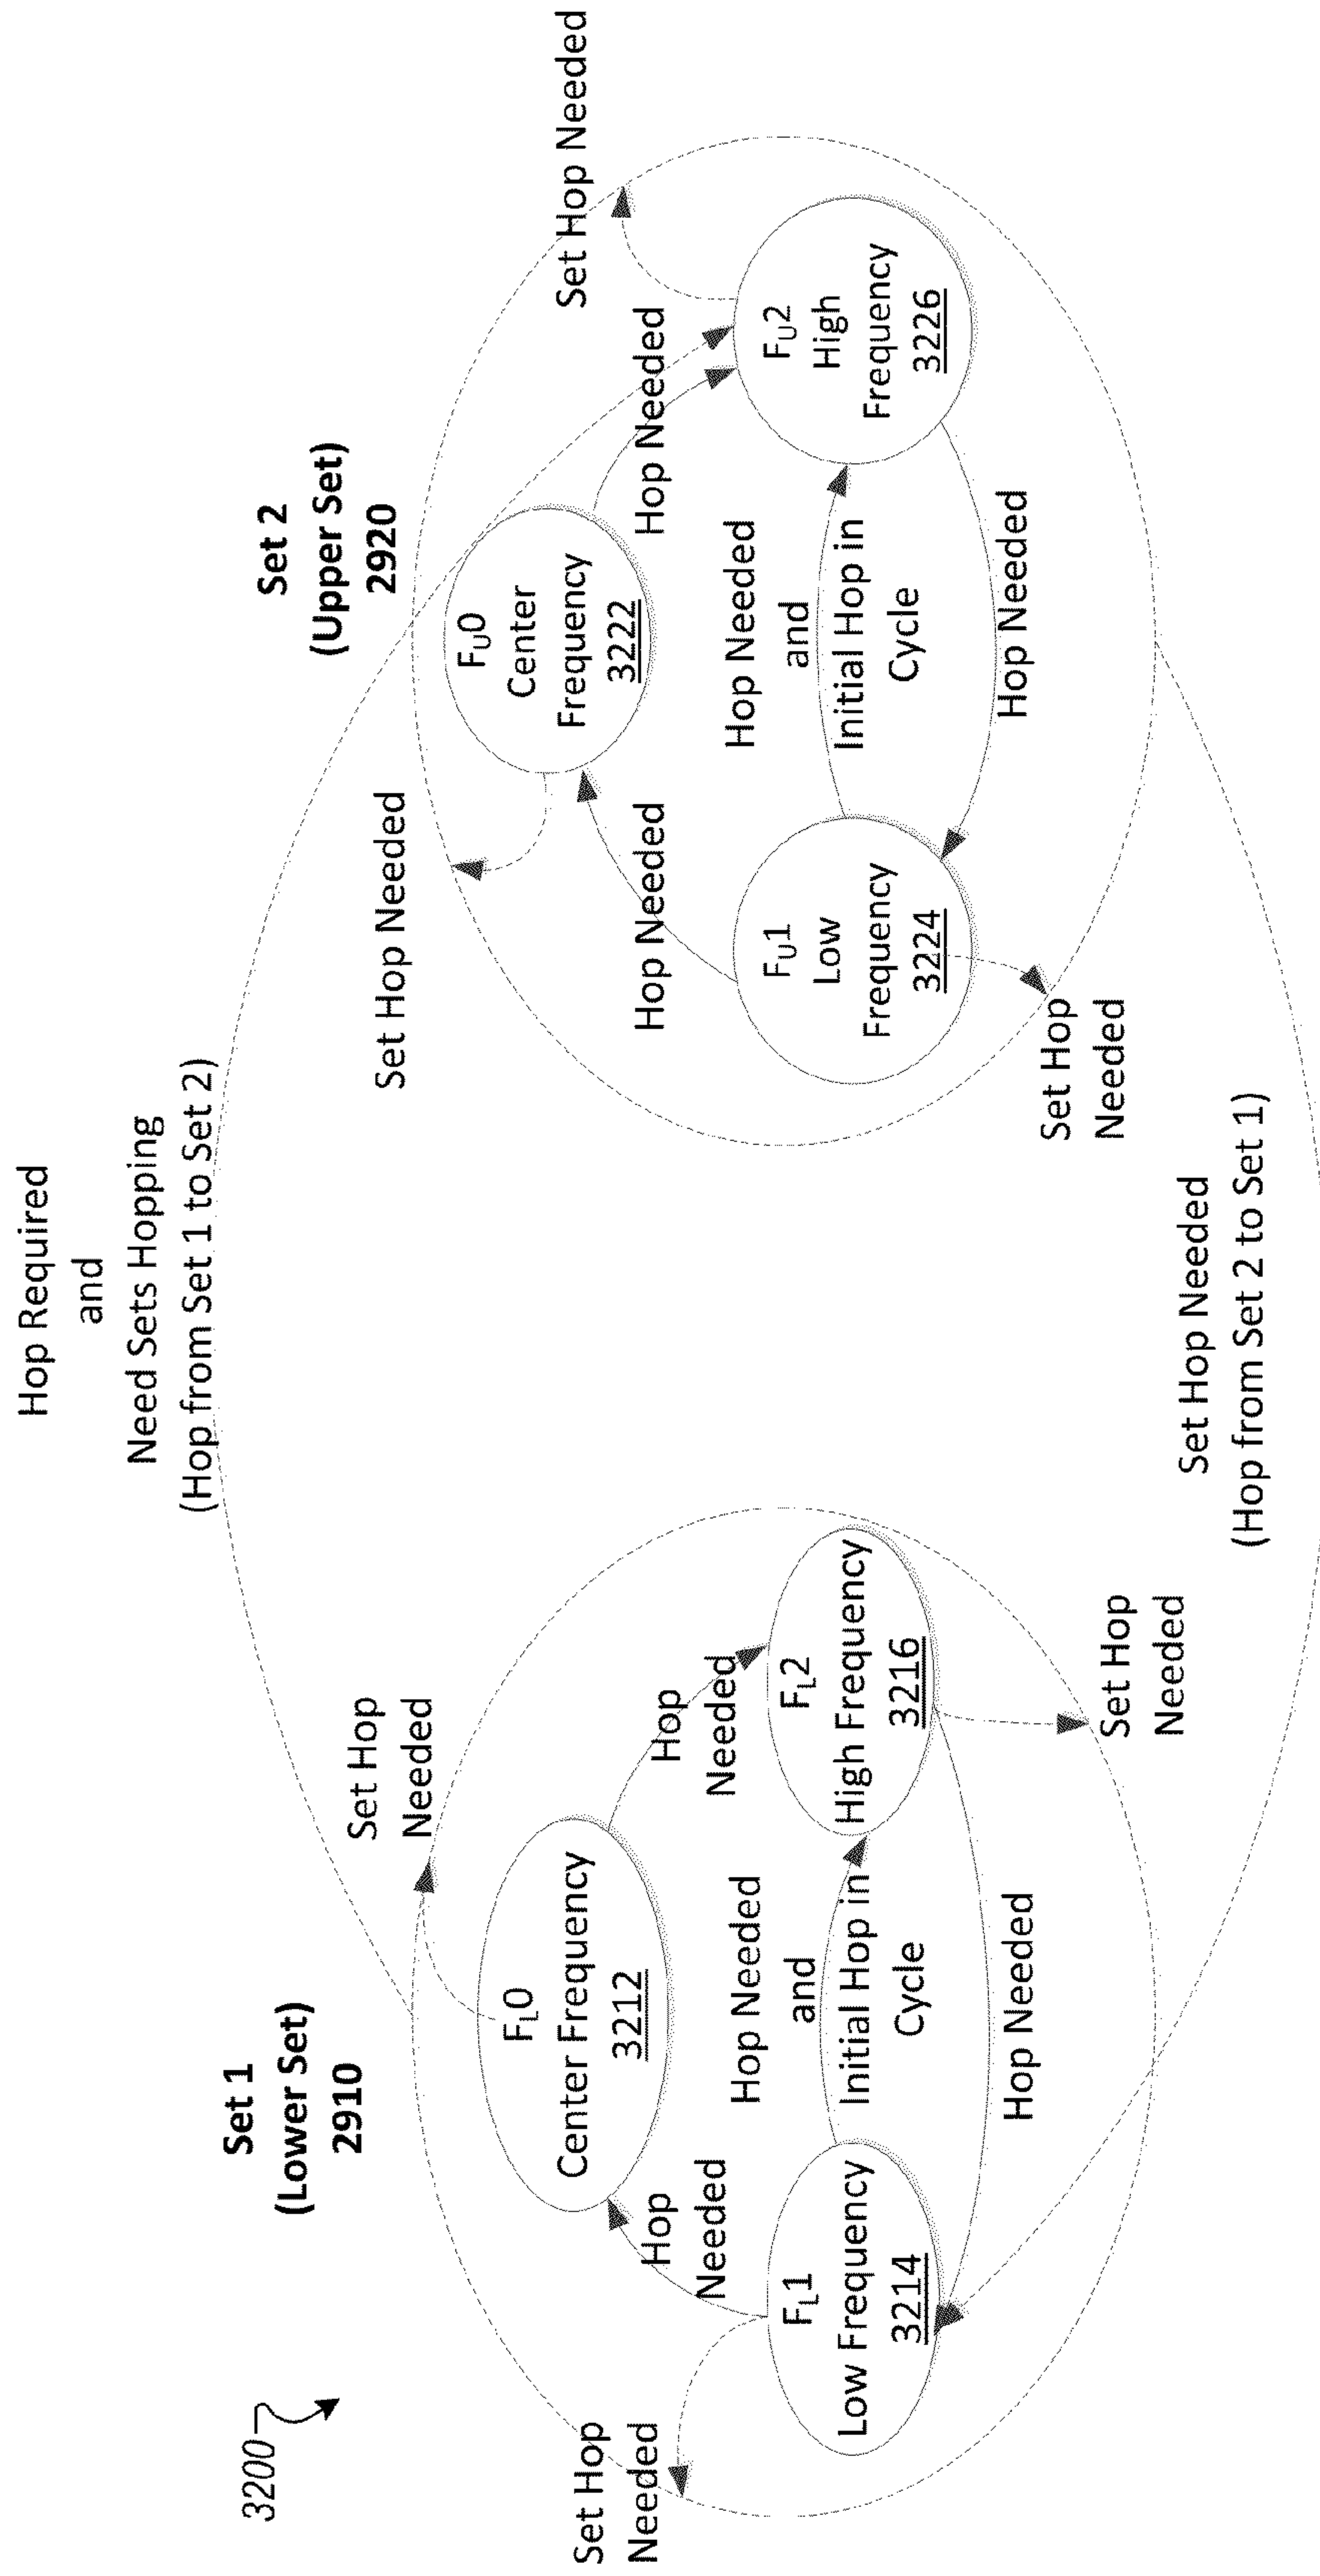 3200
Hop Required
and
Need Sets Hopping
(Hop from Set 1 to Set 2)
Set 1
(Lower Set)
2910
Set Hop
Needed
FL0
Center Frequency
3212
Hop
Needed
Hop
Needed
Set Hop
Needed
FL1
Low Frequency
3214
Hop Needed
and
Initial Hop in
Cycle
FL2
High Frequency
3216
Hop Needed
Set Hop
Needed
Set 2
(Upper Set)
2920
Set Hop Needed
FU0
Center
Frequency
3222
Set Hop Needed
Hop Needed
Hop Needed
FU1
Low
Frequency
3224
Hop Needed
and
Initial Hop in
Cycle
FU2
High
Frequency
3226
Hop Needed
Set Hop
Needed
Set Hop Needed
(Hop from Set 2 to Set 1)